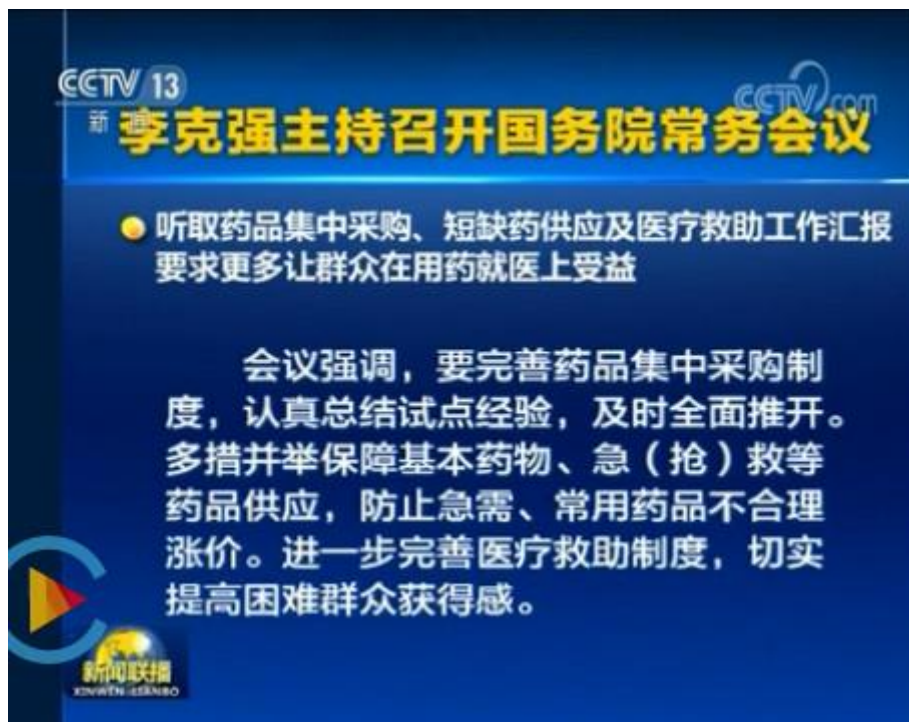 CCTV 13
CCTV.com
新闻
李克强主持召开国务院常务会议
听取药品集中采购、短缺药供应及医疗救助工作汇报
要求更多让群众在用药就医上受益
会议强调，要完善药品集中采购制
度，认真总结试点经验，及时全面推开。
多措并举保障基本药物、急（抢）救等
药品供应，防止急需、常用药品不合理
涨价。进一步完善医疗救助制度，切实
提高困难群众获得感。
新闻联播
XINWEN LIANBO